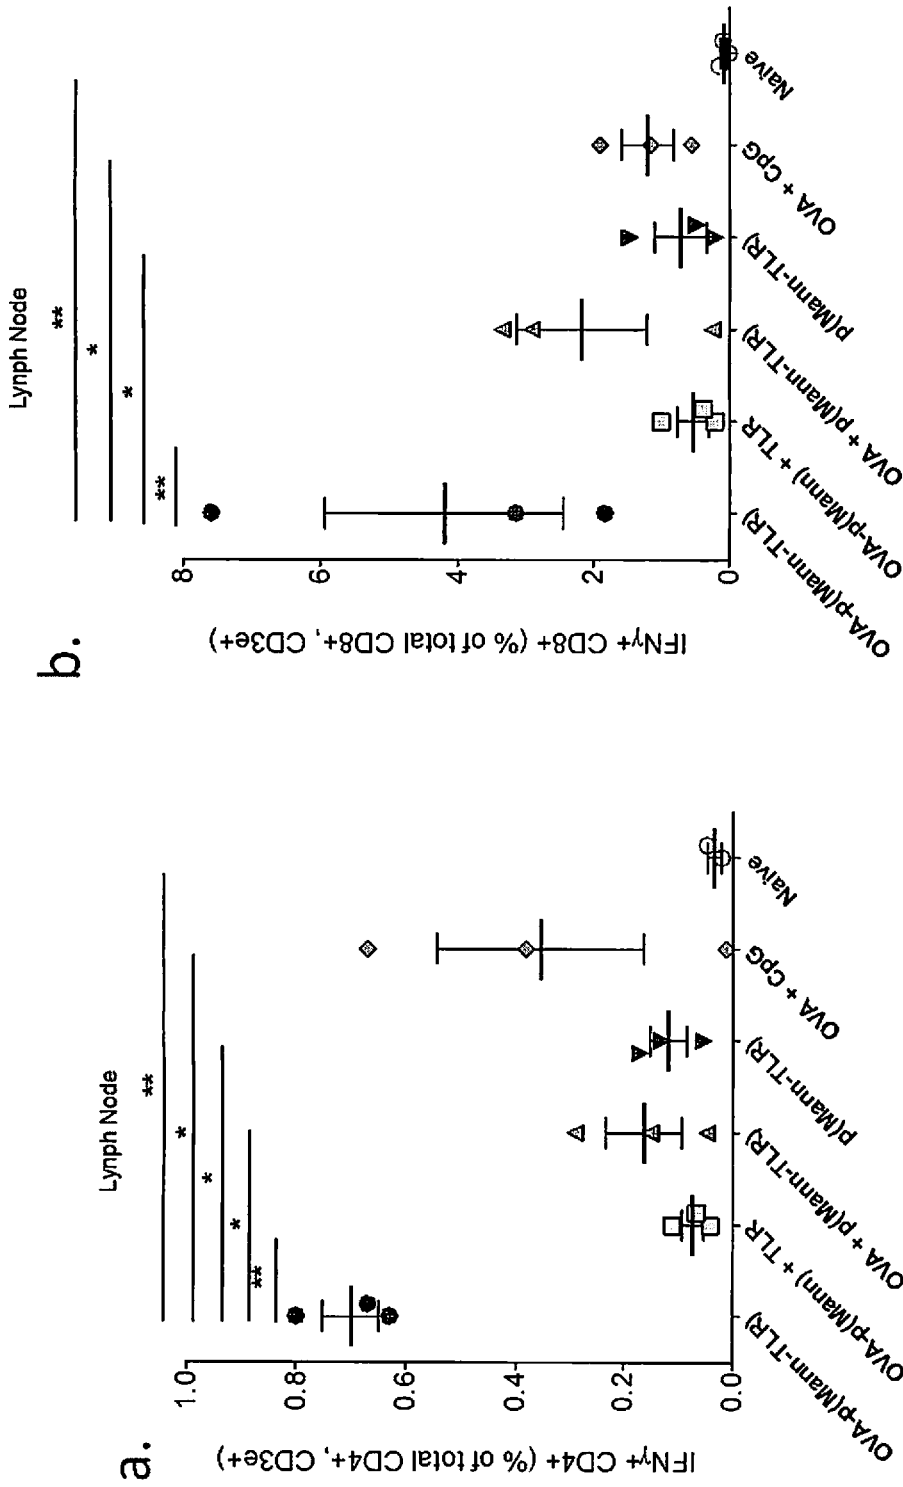 a.
Lymph Node
**
*
*
*
**
IFNγ+ CD4+ (% of total CD4+, CD3e+)
1.0
0.8
0.6
0.4
0.2
0.0
OVA-p(Mann-TLR)
OVA-p(Mann) + TLR
OVA + p(Mann-TLR)
p(Mann-TLR)
OVA + CpG
Naive
b.
Lymph Node
**
*
*
**
IFNγ+ CD8+ (% of total CD8+, CD3e+)
8
6
4
2
0
OVA-p(Mann-TLR)
OVA-p(Mann) + TLR
OVA + p(Mann-TLR)
p(Mann-TLR)
OVA + CpG
Naive